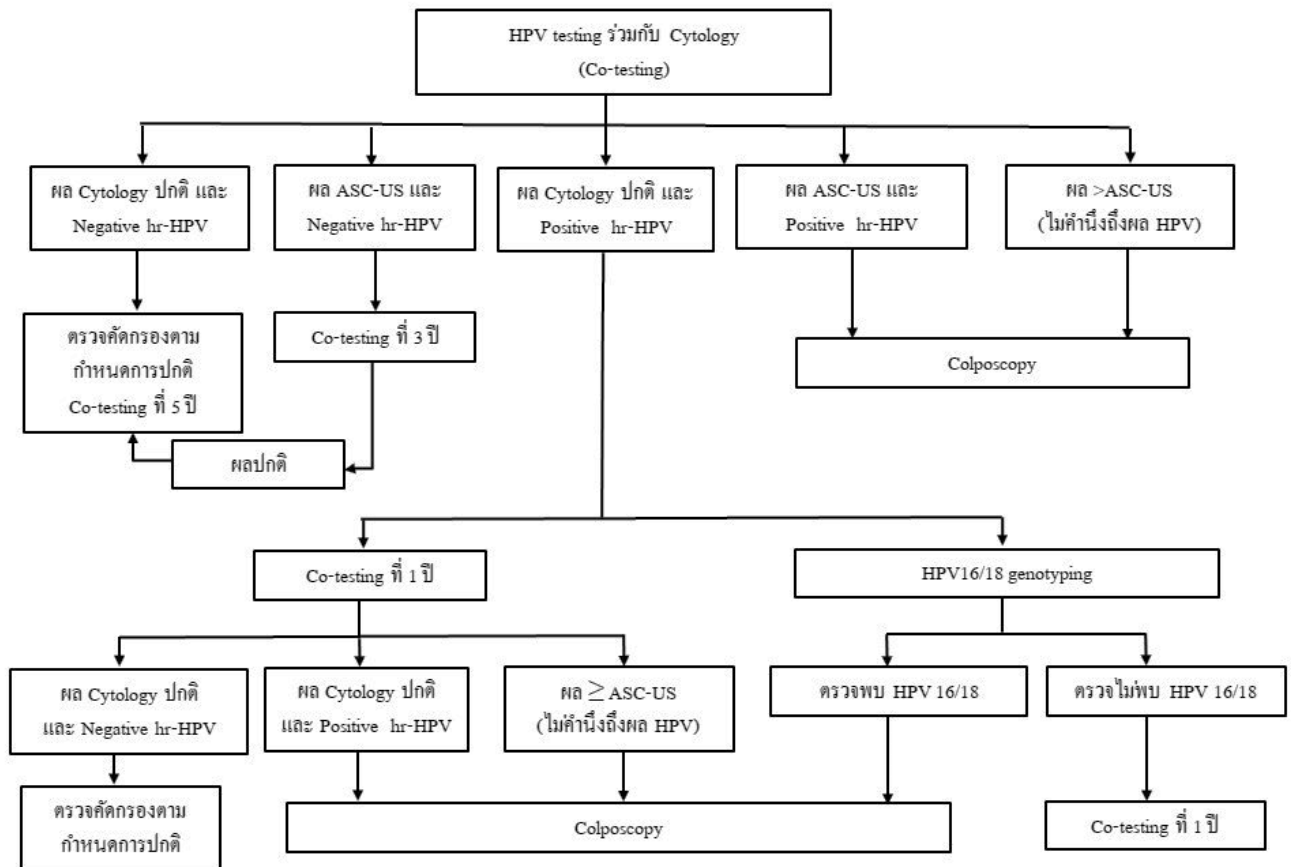 HPV testing ร่วมกับ Cytology
(Co-testing)
ผล Cytology ปกติ และ
Negative hr-HPV
ผล ASC-US และ
Negative hr-HPV
ผล Cytology ปกติ และ
Positive hr-HPV
ผล ASC-US และ
Positive hr-HPV
ผล >ASC-US
(ไม่คำนึงถึงผล HPV)
ตรวจคัดกรองตาม
กำหนดการปกติ
Co-testing ที่ 5 ปี
Co-testing ที่ 3 ปี
Colposcopy
ผลปกติ
Co-testing ที่ 1 ปี
HPV16/18 genotyping
ผล Cytology ปกติ
และ Negative hr-HPV
ผล Cytology ปกติ
และ Positive hr-HPV
ผล ≥ASC-US
(ไม่คำนึงถึงผล HPV)
ตรวจพบ HPV 16/18
ตรวจไม่พบ HPV 16/18
ตรวจคัดกรองตาม
กำหนดการปกติ
Colposcopy
Co-testing ที่ 1 ปี